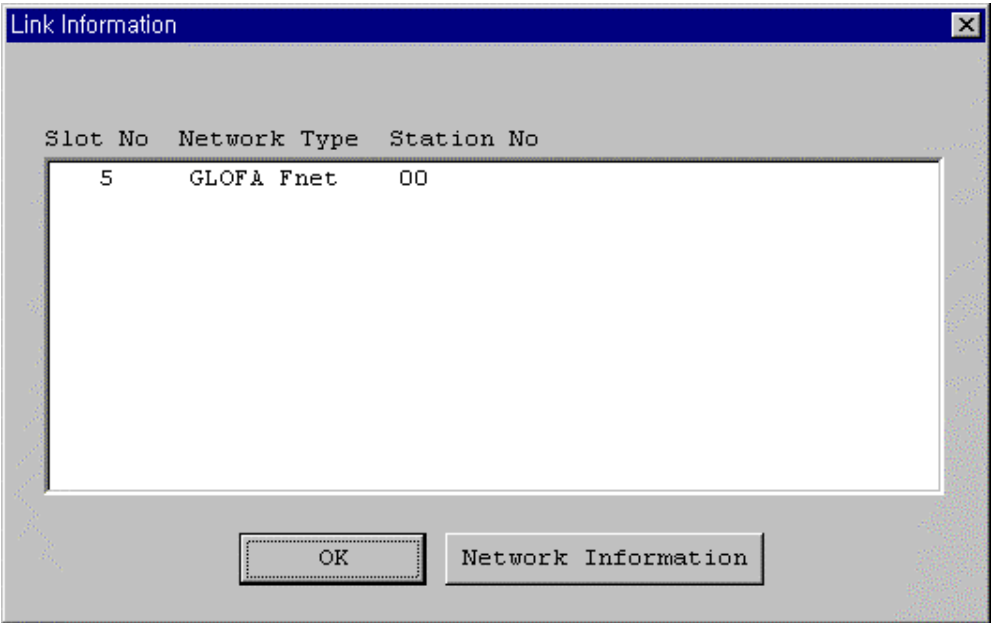 Link Information
Slot No Network Type Station No
5 GLOFA Fnet 00
OK Network Information